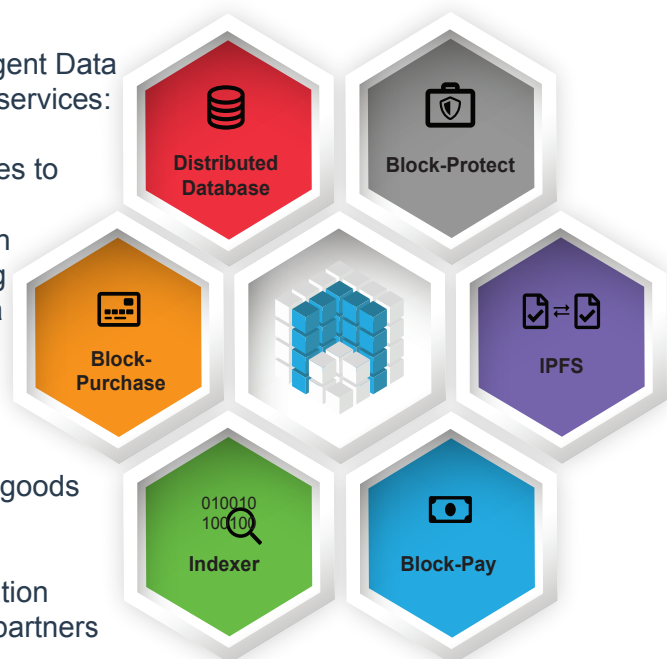 gent Data
services:
es to
n
g
a
goods
tion
partners
Distributed
Database
Block-Protect
Block-
Purchase
IPFS
010010
100100
Indexer
Block-Pay